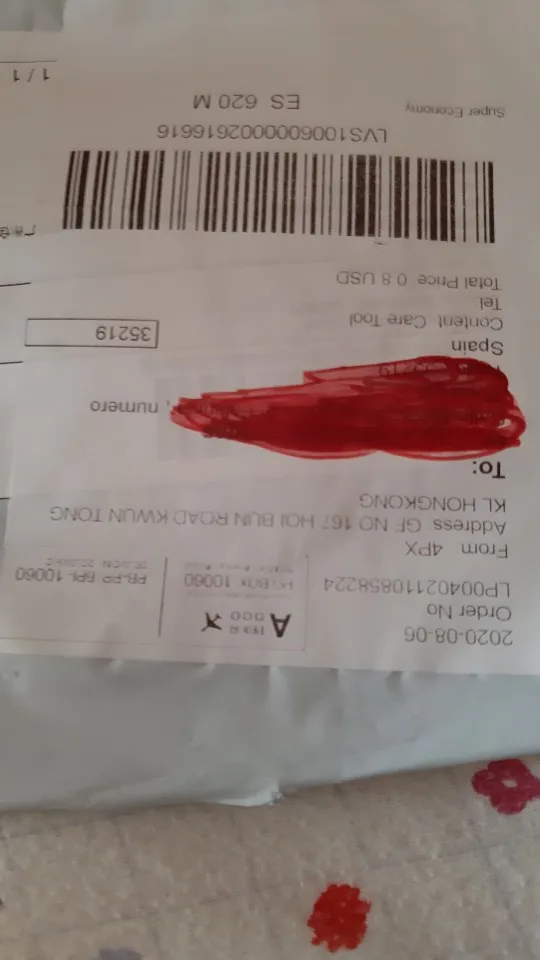 2020-08-06
A
Order No
LP00402110858224
10060
PB-PP BPI- 10060
From 4PX
Address GF NO 167 HOI BUN ROAD KWUN TONG
KL HONGKONG
To:
, numero
Spain
Content Care Tool
35219
Tel
Total Price 0 8 USD
LVS1006000002616616
Super Economy
ES 620 M
1 / 1